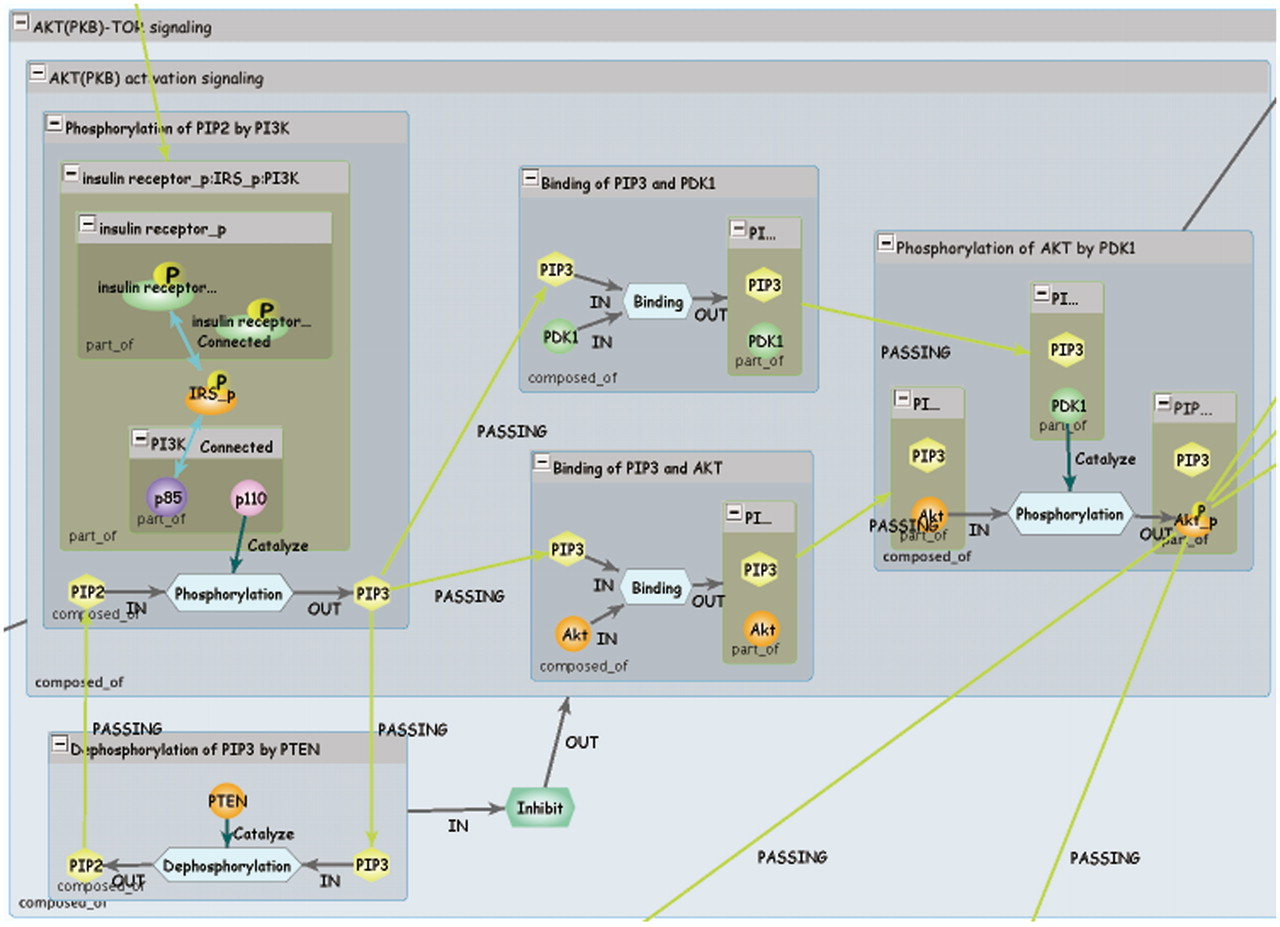 AKT(PKB)-TOR signaling
AKT(PKB) activation signaling
Phosphorylation of PIP2 by PI3K
insulin receptor_p:IRS_p:PI3K
insulin receptor_p
P
insulin receptor...
P
insulin receptor_
Connected
part_of
P
IRS_p
PI3K
Connected
p85
p110
part_of
part_of
Catalyze
PIP2
IN
Phosphorylation
OUT
PIP3
composed_of
composed_of
Binding of PIP3 and PDK1
PI...
PIP3
IN
Binding
OUT
PIP3
PDK1
IN
PDK1
part_of
composed_of
PASSING
PASSING
PASSING
Binding of PIP3 and AKT
PI_
PIP3
IN
Binding
OUT
PIP3
Akt
IN
Akt
part_of
composed_of
PASSING
Phosphorylation of AKT by PDK1
PI...
PIP3
PDK1
part_of
Catalyze
PI_
PIP3
Akt
part_of
IN
Phosphorylation
OUT
PIP...
PIP3
P
Akt_p
part_of
composed_of
PASSING
PASSING
Dephosphorylation of PIP3 by PTEN
PTEN
Catalyze
PIP2
OUT
Dephosphorylation
IN
PIP3
composed_of
composed_of
IN
Inhibit
OUT
PASSING
PASSING